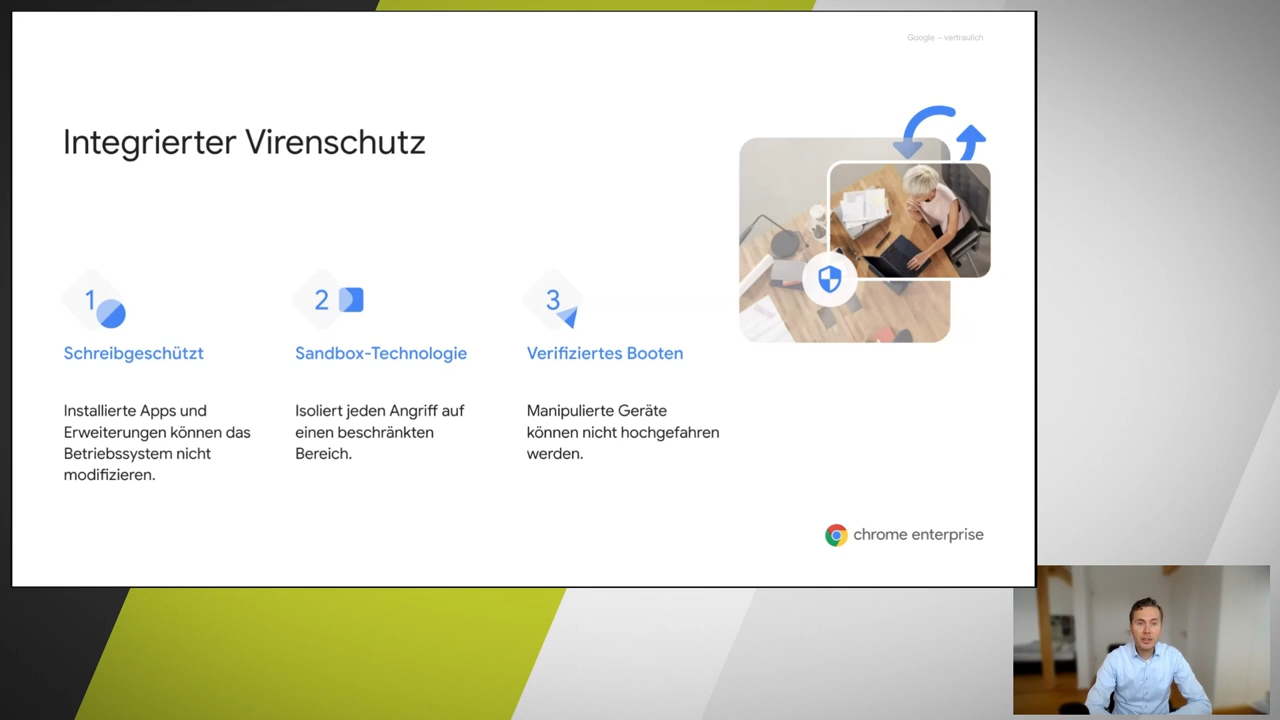 Google – vertraulich
Integrierter Virenschutz
1
Schreibgeschützt
Installierte Apps und
Erweiterungen können das
Betriebssystem nicht
modifizieren.
2
Sandbox-Technologie
Isoliert jeden Angriff auf
einen beschränkten
Bereich.
3
Verifiziertes Booten
Manipulierte Geräte
können nicht hochgefahren
werden.
chrome enterprise